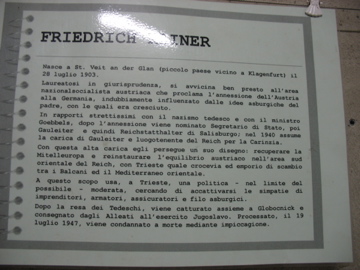 FRIEDRICH RAINER
Nasce a St. Veit an der Glan (piccolo paese vicino a Klagenfurt) il
28 luglio 1903.
Laureatosi in giurisprudenza, si avvicina ben presto all'area
nazionalsocialista austriaca che proclama l'annessione dell'Austria
alla Germania, indubbiamente influenzato dalle idee asburgiche del
padre, con le quali era cresciuto.
In rapporti strettissimi con il nazismo tedesco e con il ministro
Goebbels, dopo l'annessione viene nominato Segretario di Stato, poi
Gauleiter e quindi Reichstatthalter di Salisburgo; nel 1940 assume
la carica di Gauleiter e luogotenente del Reich per la Carinzia.
Con questa alta carica egli persegue un suo disegno: recuperare la
Mitteleuropa e reinstaurare l'equilibrio austriaco nell'area sud
orientale del Reich, con Trieste quale crocevia ed emporio di scambio
tra i Balcani ed il Mediterraneo orientale.
A questo scopo usa, a Trieste, una politica - nel limite del
possibile - moderata, cercando di accattivarsi le simpatie di
imprenditori, armatori, assicuratori e filo asburgici.
Dopo la resa dei Tedeschi, viene catturato assieme a Globocnick e
consegnato dagli Alleati all'esercito Jugoslavo. Processato, il 19
luglio 1947, viene condannato a morte mediante impiccagione.